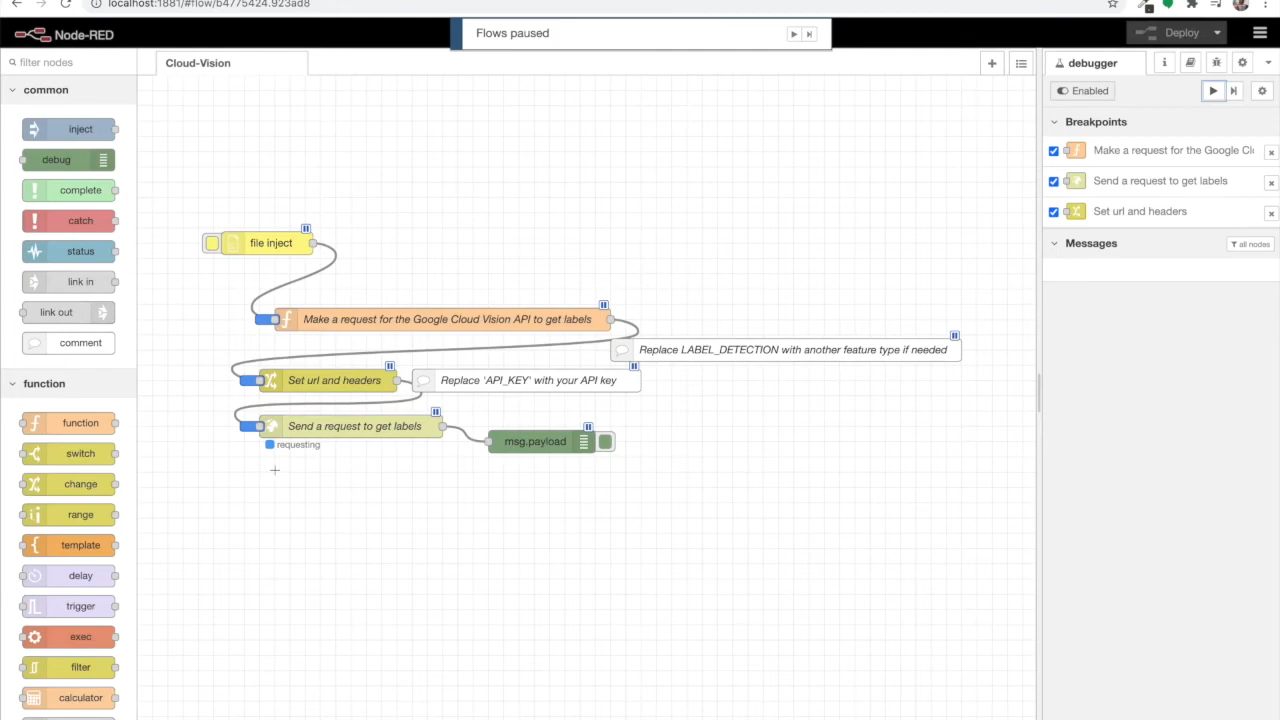 localhost:1881/#flow/b4775424.923ad8
Flows paused
Node-RED
Deploy
filter nodes
Cloud-Vision
debugger
i
common
Enabled
inject
debug
complete
catch
status
link in
link out
comment
function
function
switch
change
range
template
delay
trigger
exec
filter
calculator
file inject
Make a request for the Google Cloud Vision API to get labels
Replace LABEL_DETECTION with another feature type if needed
Set url and headers
Replace 'API_KEY' with your API key
Send a request to get labels
requesting
msg.payload
Breakpoints
Make a request for the Google Cl
Send a request to get labels
Set url and headers
Messages
all nodes